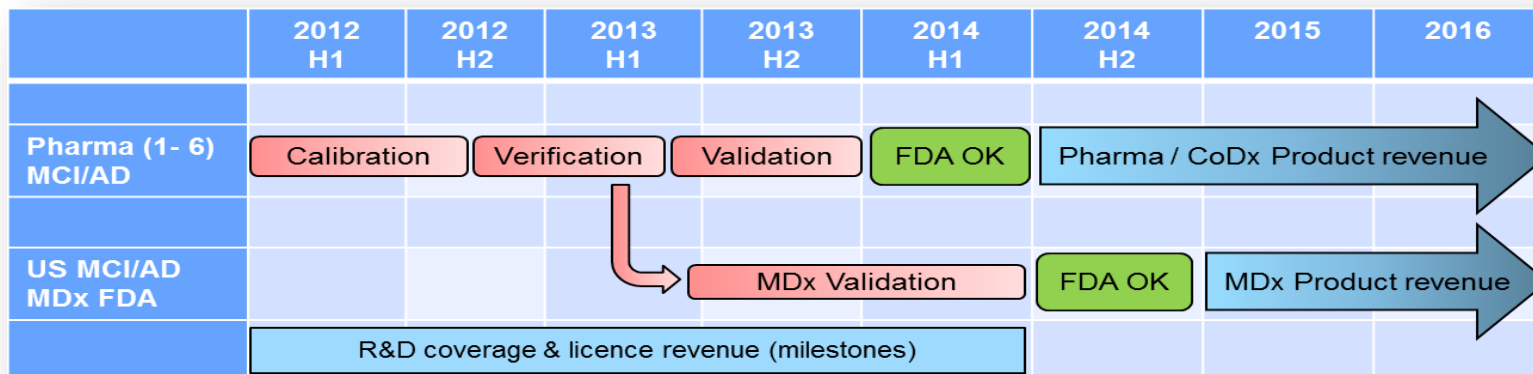 2012 H1
2012 H2
2013 H1
2013 H2
2014 H1
2014 H2
2015
2016
Pharma (1- 6)
MCI/AD
Calibration
Verification
Validation
FDA OK
Pharma / CoDx Product revenue
US MCI/AD
MDx FDA
MDx Validation
FDA OK
MDx Product revenue
R&D coverage & licence revenue (milestones)